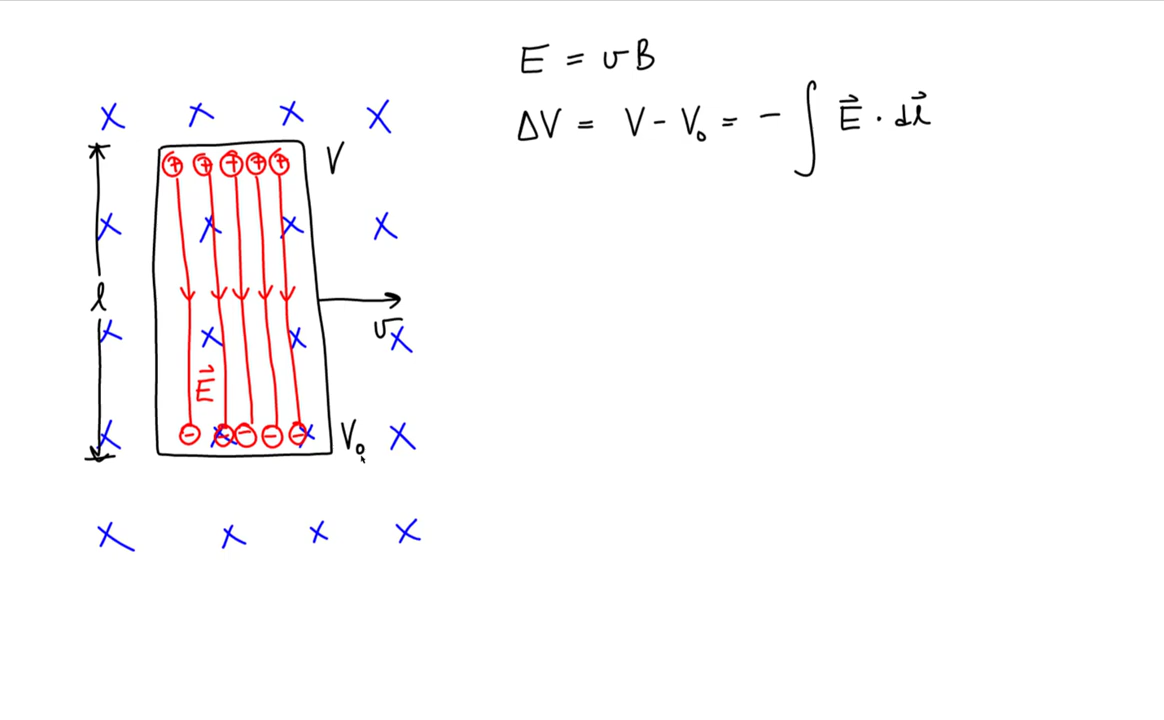 E = vB
ΔV = V - V₀ = - ∫ E⃗ · dl⃗
V
l
v
E⃗
V₀